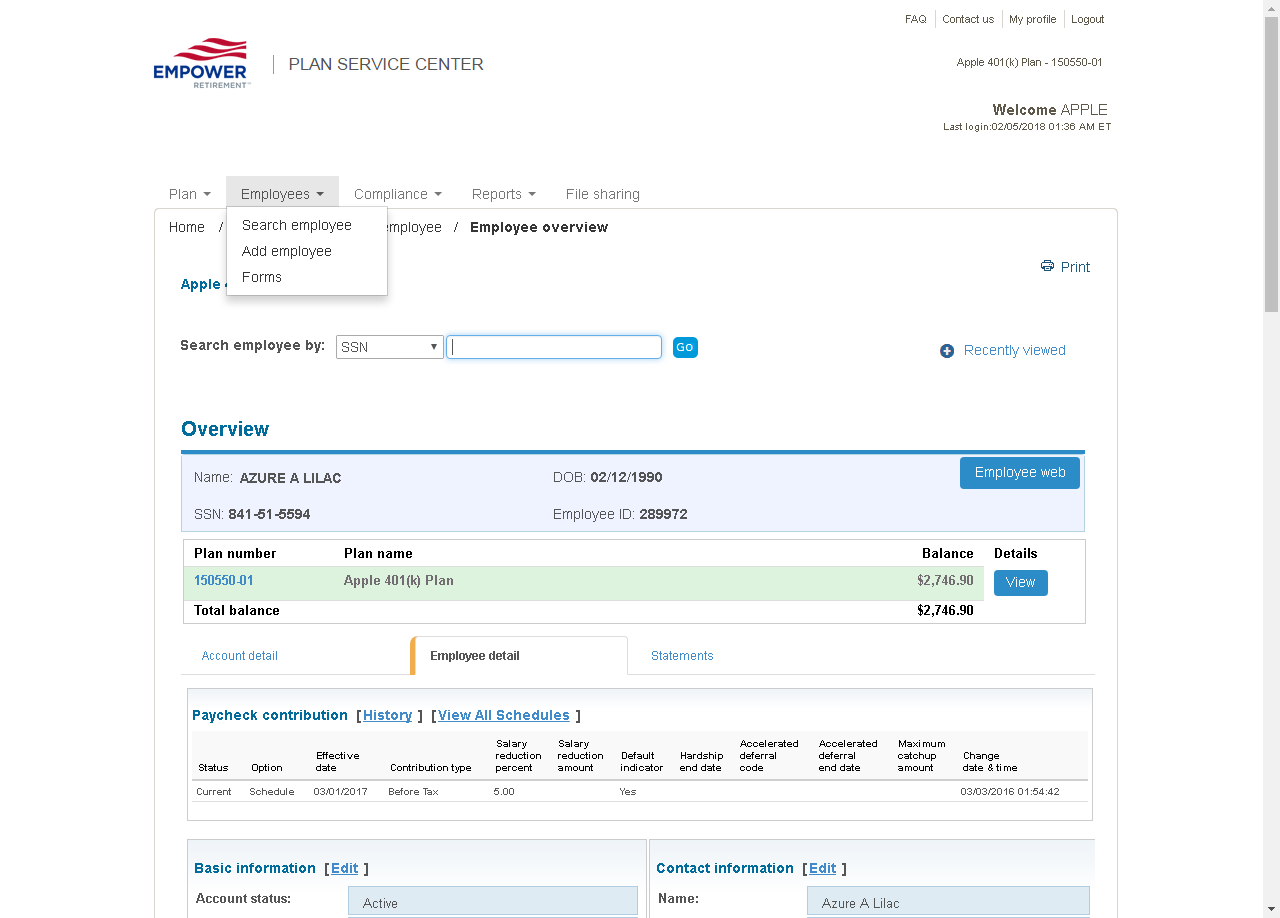 FAQ Contact us My profile Logout
EMPOWER
RETIREMENT™
PLAN SERVICE CENTER
Apple 401(k) Plan - 150550-01
Welcome APPLE
Last login:02/05/2018 01:36 AM ET
Plan Employees Compliance Reports File sharing
Home / employee / Employee overview
Search employee
Add employee
Forms
Print
Apple
Search employee by: SSN GO
Recently viewed
Overview
Name: AZURE A LILAC DOB: 02/12/1990 Employee web
SSN: 841-51-5594 Employee ID: 289972
Plan number Plan name Balance Details
150550-01 Apple 401(k) Plan $2,746.90 View
Total balance $2,746.90
Account detail Employee detail Statements
Paycheck contribution [History ] [View All Schedules ]
Status Option Effective date Contribution type Salary reduction percent Salary reduction amount Default indicator Hardship end date Accelerated deferral code Accelerated deferral end date Maximum catchup amount Change date & time
Current Schedule 03/01/2017 Before Tax 5.00 Yes 03/03/2016 01:54:42
Basic information [Edit ] Contact information [Edit ]
Account status: Active Name: Azure A Lilac